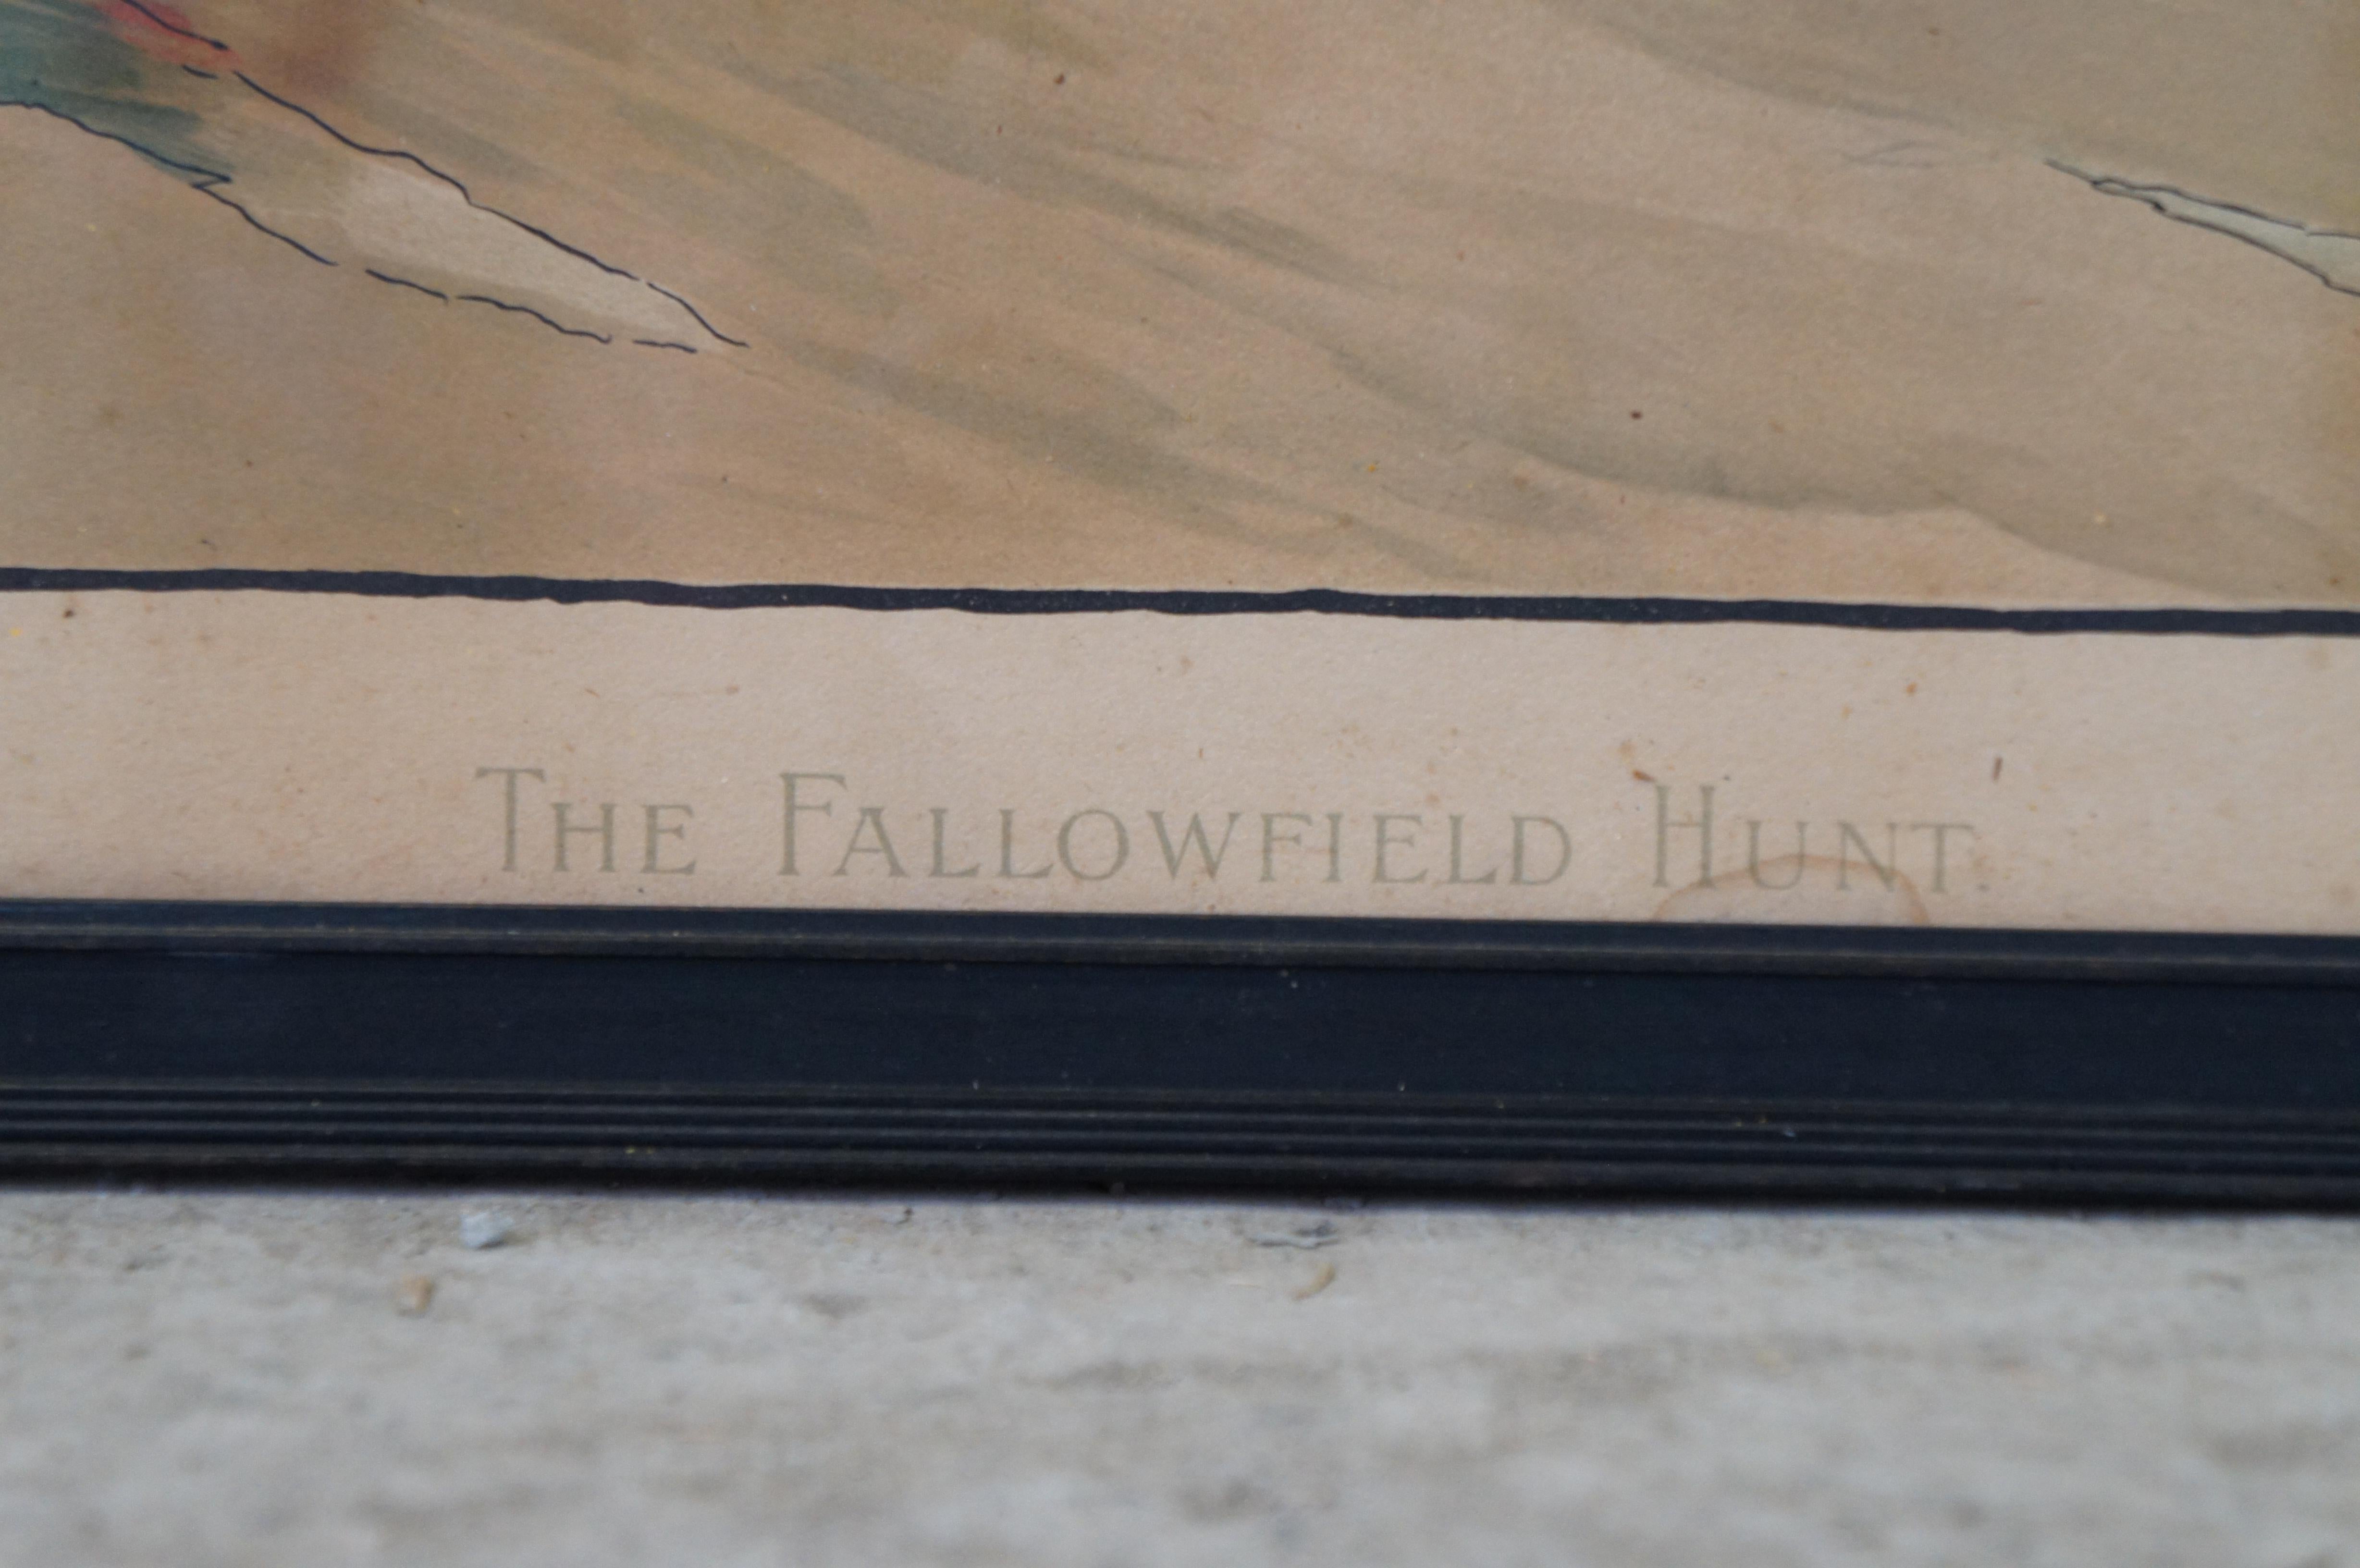 THE FALLOWFIELD HUNT.